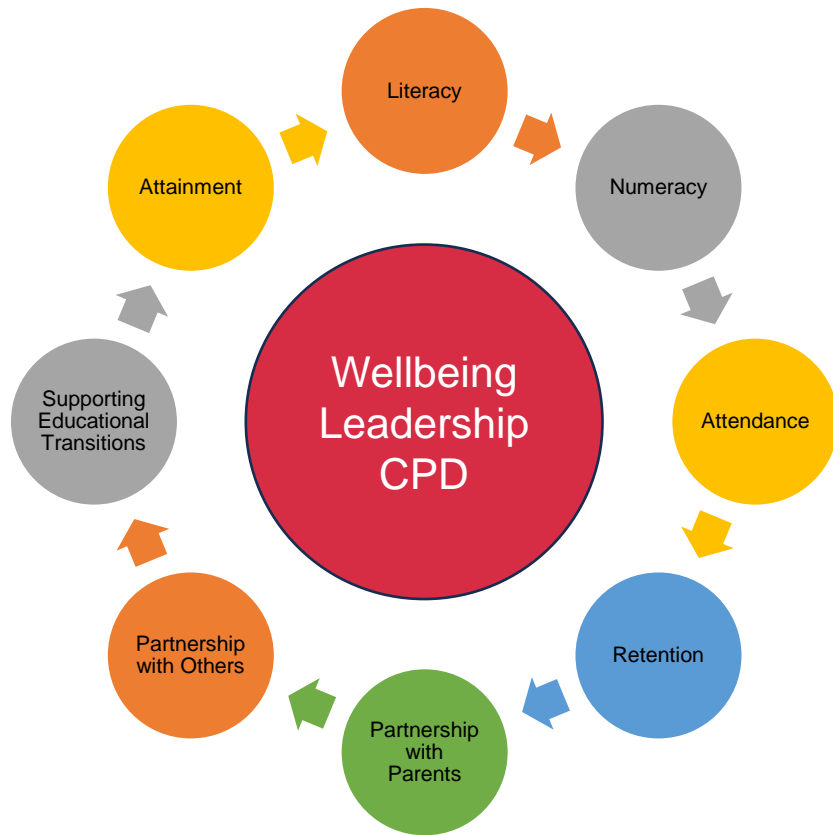 Literacy
Numeracy
Attendance
Retention
Partnership
with
Parents
Partnership
with Others
Supporting
Educational
Transitions
Attainment
Wellbeing
Leadership
CPD